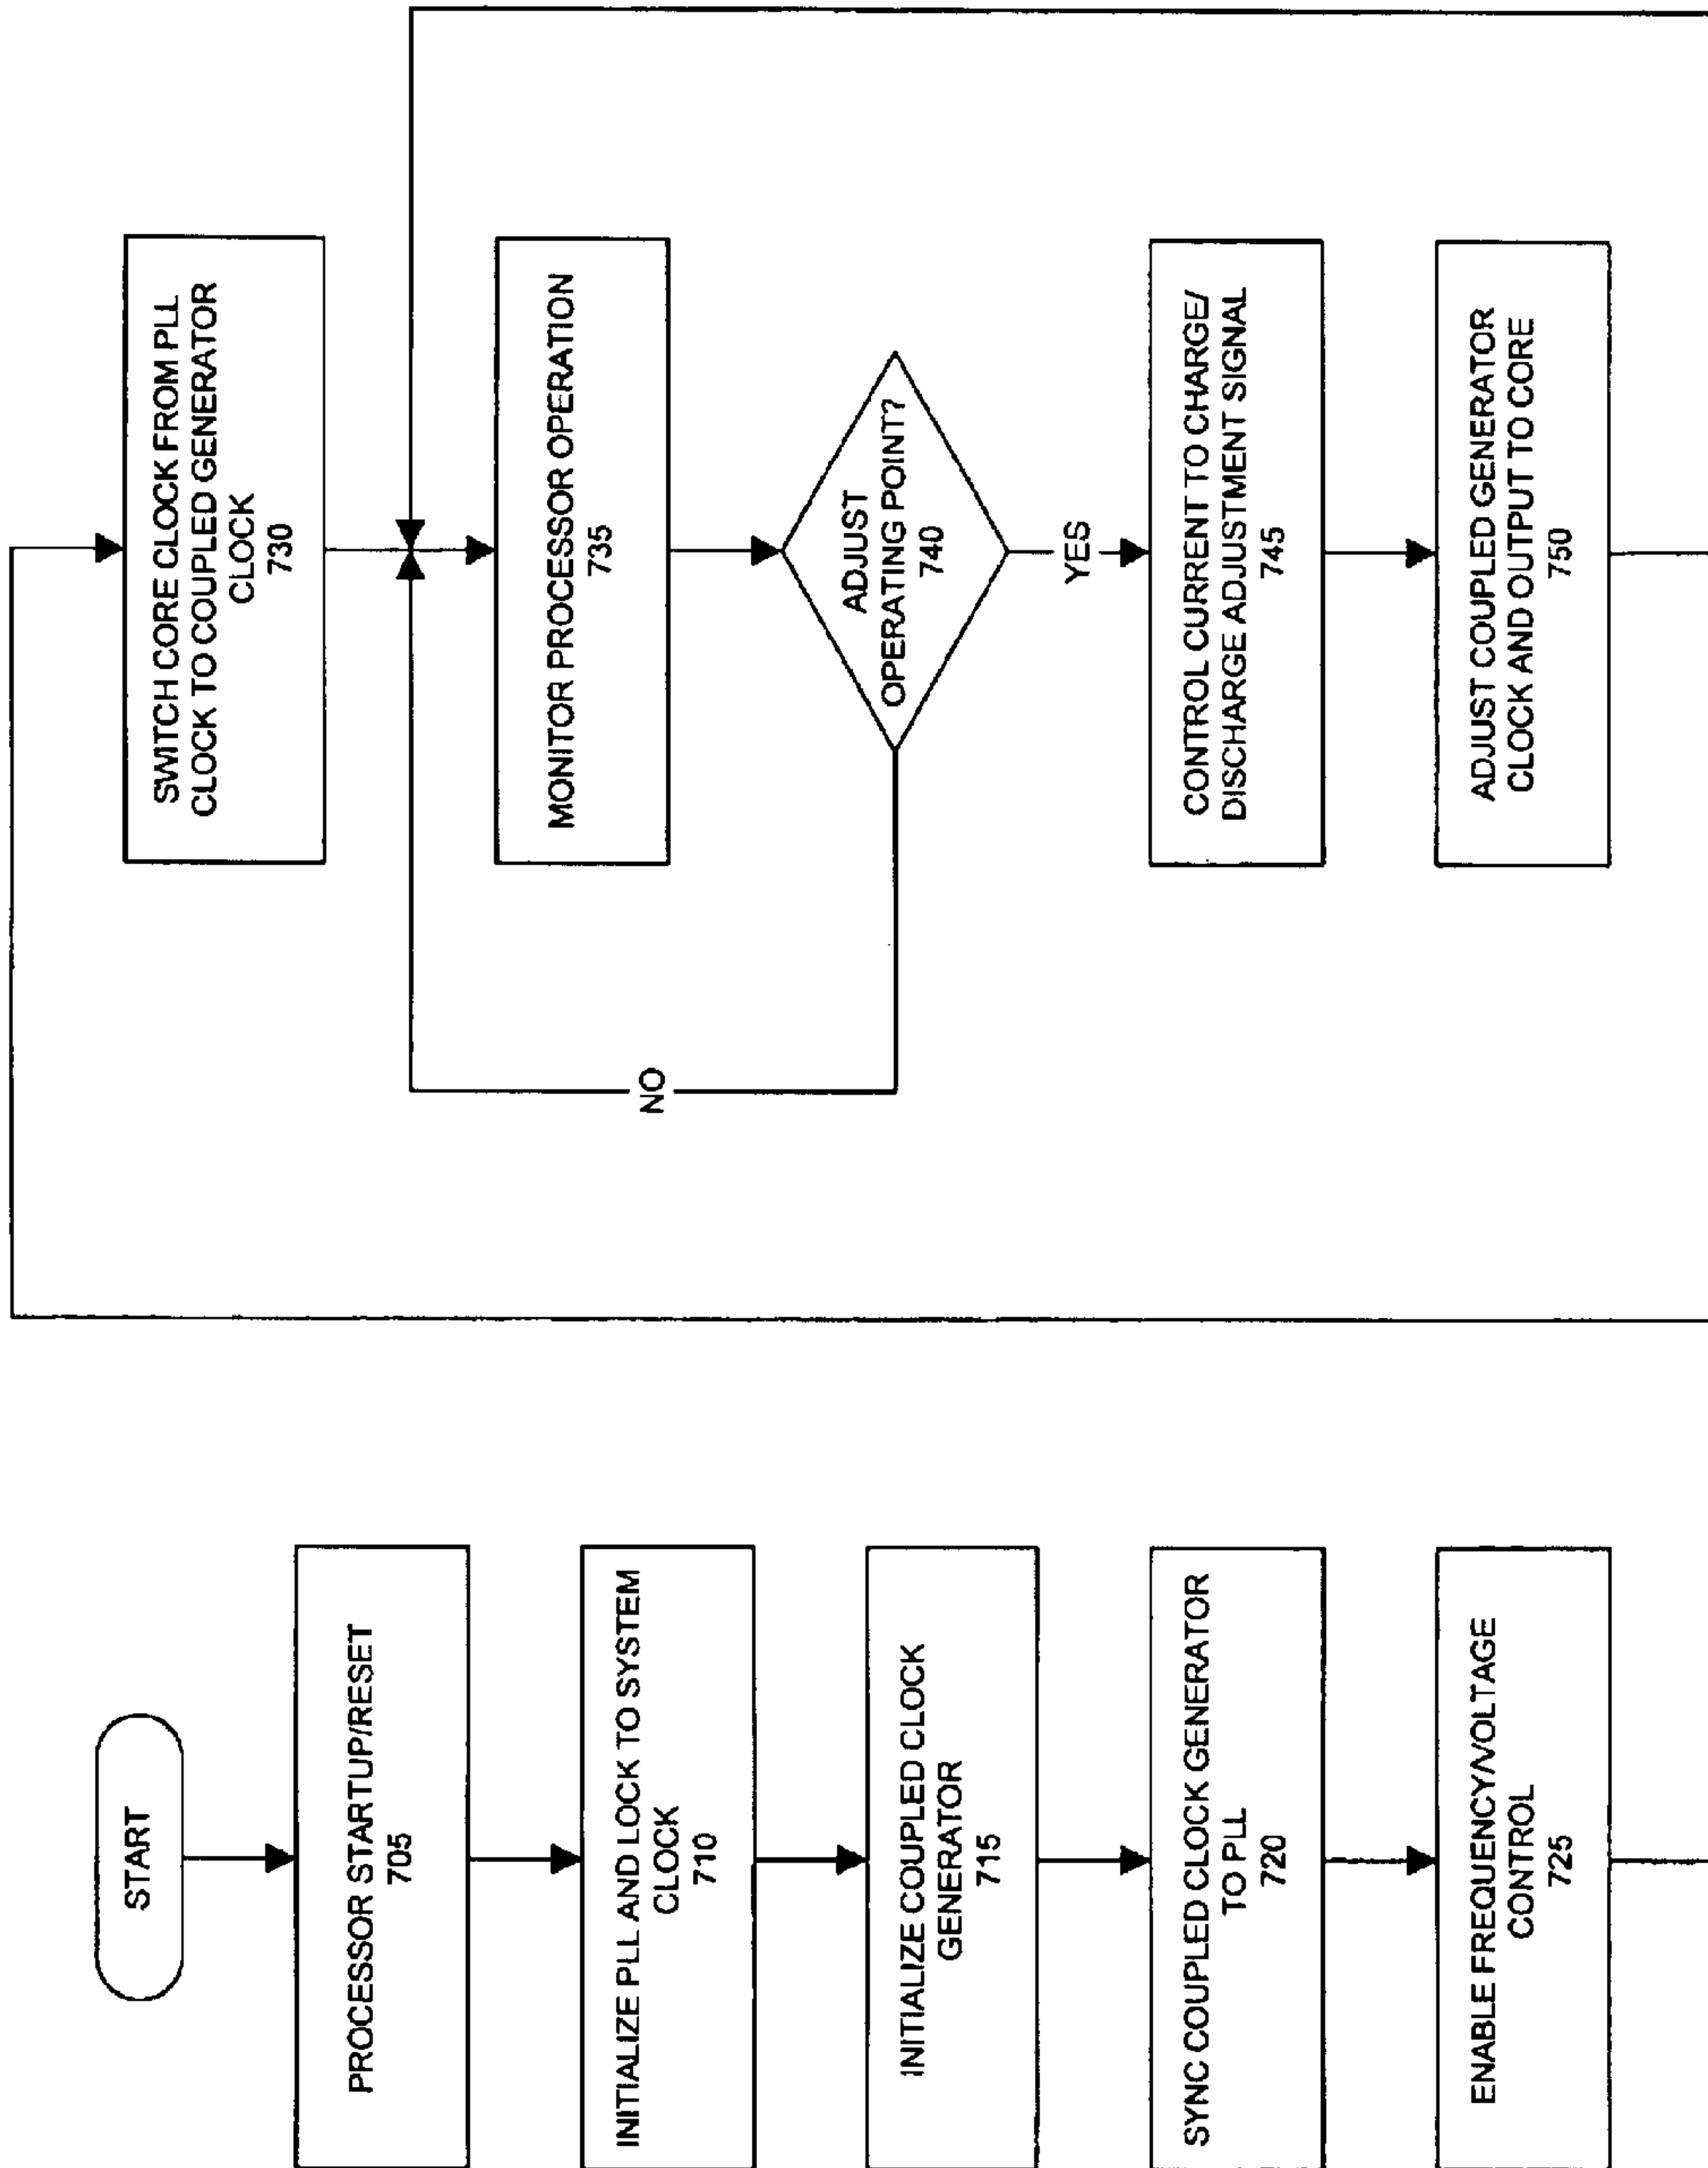 START
PROCESSOR STARTUP/RESET
705
INITIALIZE PLL AND LOCK TO SYSTEM
CLOCK
710
INITIALIZE COUPLED CLOCK
GENERATOR
715
SYNC COUPLED CLOCK GENERATOR
TO PLL
720
ENABLE FREQUENCY/VOLTAGE
CONTROL
725
SWITCH CORE CLOCK FROM PLL
CLOCK TO COUPLED GENERATOR
CLOCK
730
MONITOR PROCESSOR OPERATION
735
ADJUST
OPERATING POINT?
740
NO
YES
CONTROL CURRENT TO CHARGE/
DISCHARGE ADJUSTMENT SIGNAL
745
ADJUST COUPLED GENERATOR
CLOCK AND OUTPUT TO CORE
750